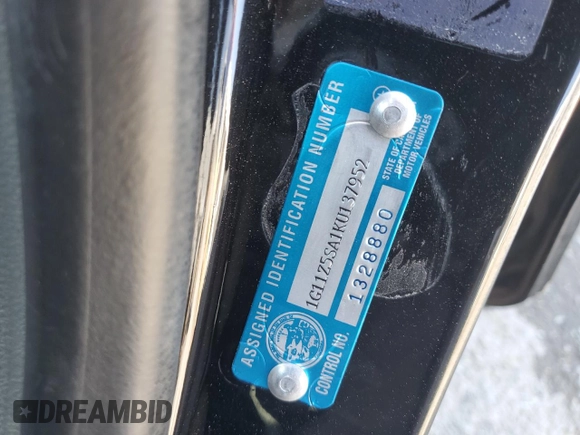 ASSIGNED IDENTIFICATION NUMBER
1G11Z5SA1KU137952
CONTROL NO.
1328880
STATE OF
DEPARTMENT OF
MOTOR VEHICLES
DREAMBID